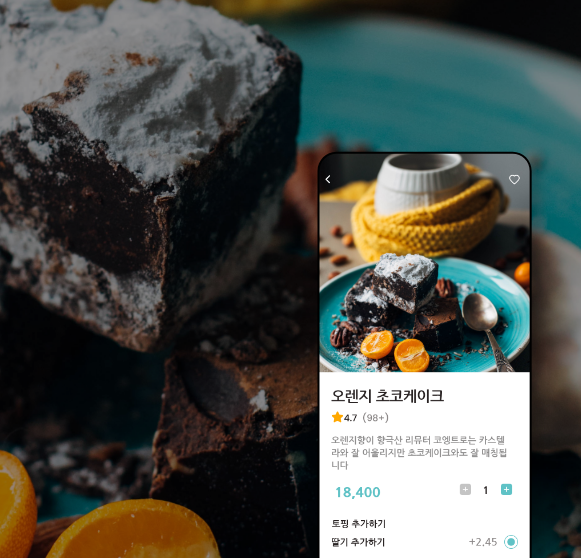 오렌지 초코케이크
4.7 (98+)
오렌지향이 향극산 리뮤터 코엥트로는 카스텔
라와 잘 어울리지만 초코케이크와도 잘 매칭됩
니다
18,400 1
토핑 추가하기
딸기 추가하기 +2.45